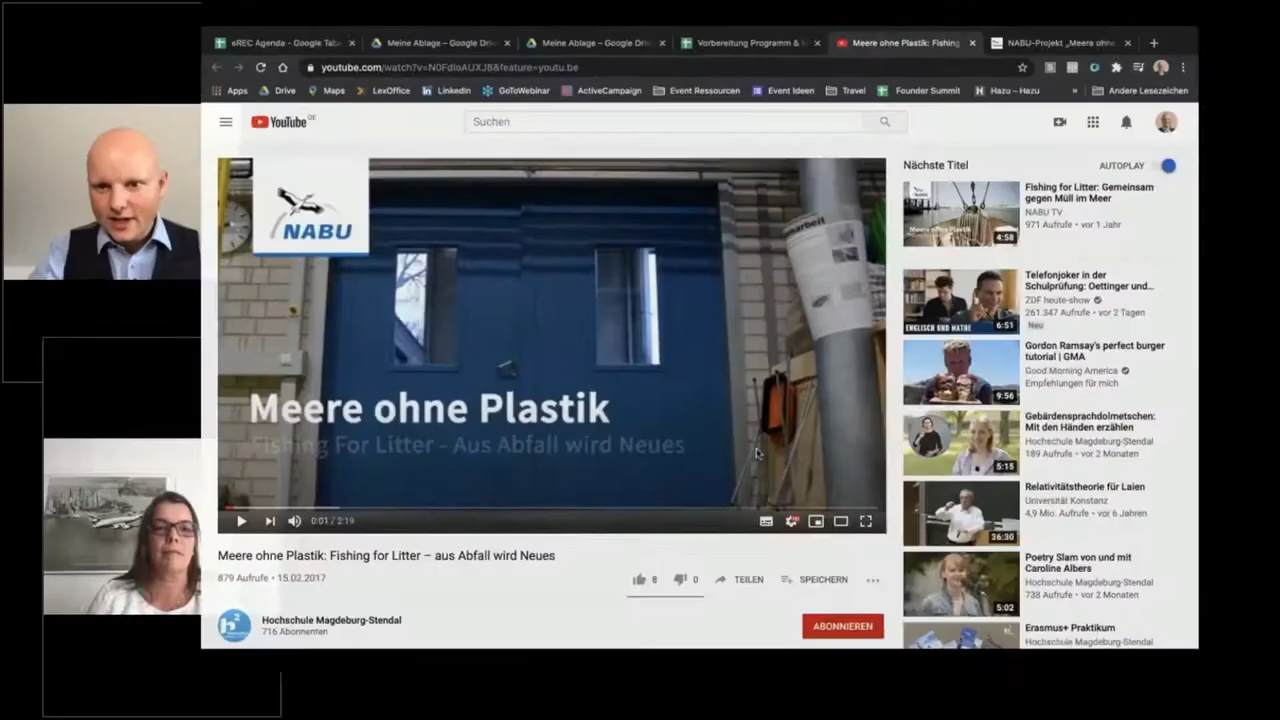 eREC Agenda - Google Tab
Meine Ablage – Google Dri
Meine Ablage – Google Dri
Vorbereitung Programm &
Meere ohne Plastik: Fishing
NABU-Projekt „Meere ohn
youtube.com/watch?v=N0FdloAUXJ8&feature=youtu.be
Apps
Drive
Maps
LexOffice
LinkedIn
GoToWebinar
ActiveCampaign
Event Ressourcen
Event Ideen
Travel
Founder Summit
Hazu – Hazu
»
Andere Lesezeichen
YouTube DE
Suchen
NABU
Meere ohne Plastik
Fishing For Litter - Aus Abfall wird Neues
0:01 / 2:19
Meere ohne Plastik: Fishing for Litter – aus Abfall wird Neues
879 Aufrufe • 15.02.2017
8
0
TEILEN
SPEICHERN
Hochschule Magdeburg-Stendal
716 Abonnenten
ABONNIEREN
Nächste Titel
AUTOPLAY
Meere ohne Plastik
4:58
Fishing for Litter: Gemeinsam
gegen Müll im Meer
NABU TV
971 Aufrufe • vor 1 Jahr
ENGLISCH UND MATHE
6:51
Telefonjoker in der
Schulprüfung: Oettinger und...
ZDF heute-show
261.347 Aufrufe • vor 2 Tagen
Neu
9:56
Gordon Ramsay's perfect burger
tutorial | GMA
Good Morning America
Empfehlungen für mich
5:15
Gebärdensprachdolmetschen:
Mit den Händen erzählen
Hochschule Magdeburg-Stendal
189 Aufrufe • vor 2 Monaten
36:30
Relativitätstheorie für Laien
Universität Konstanz
4,9 Mio. Aufrufe • vor 6 Jahren
5:02
Poetry Slam von und mit
Caroline Albers
Hochschule Magdeburg-Stendal
738 Aufrufe • vor 2 Monaten
Erasmus+ Praktikum
Hochschule Magdeburg-Stendal